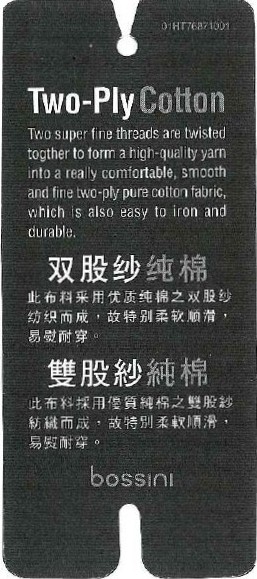 01HT76871001
Two-Ply Cotton
Two super fine threads are twisted
togther to form a high-quality yarn
into a really comfortable, smooth
and fine two-ply pure cotton fabric,
which is also easy to iron and
durable.
双股纱纯棉
此布料采用优质纯棉之双股纱
纺织而成，故特别柔软顺滑，
易熨耐穿。
雙股紗純棉
此布料採用優質純棉之雙股紗
紡織而成，故特別柔軟順滑，
易熨耐穿。
bossini